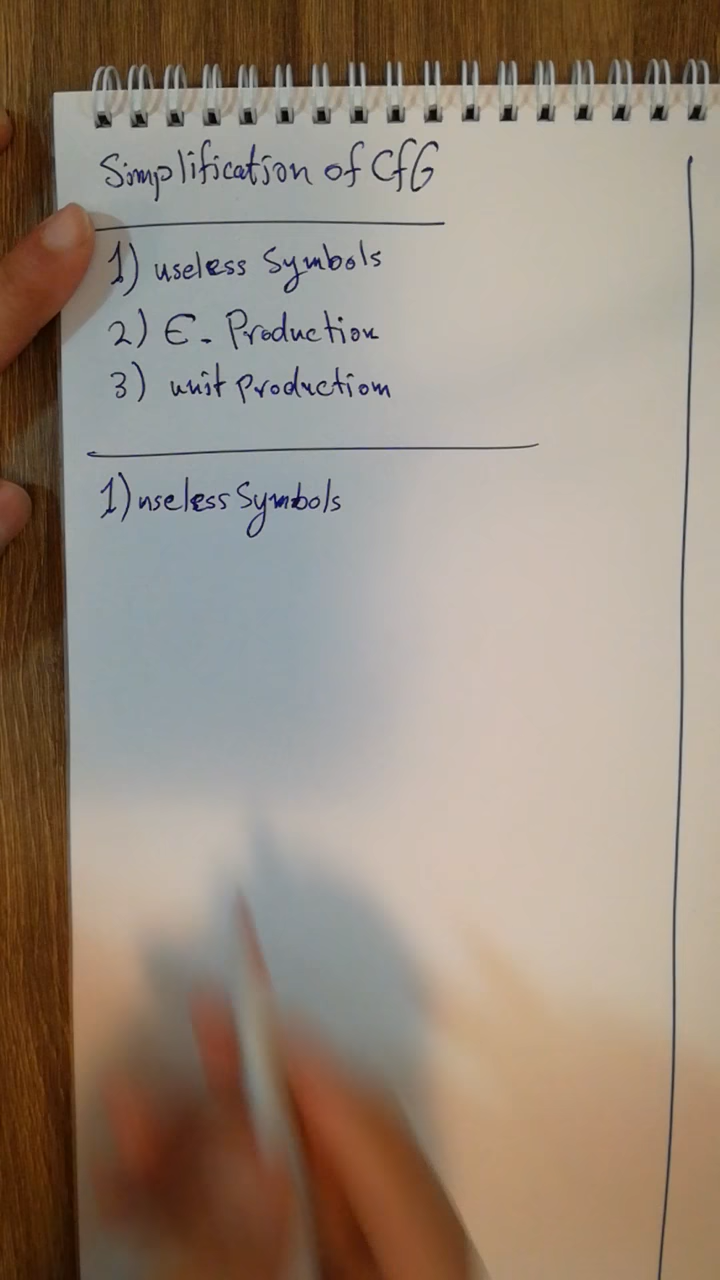 Simplification of CfG
1) useless Symbols
2) ϵ- Production
3) unit production
1) useless Symbols